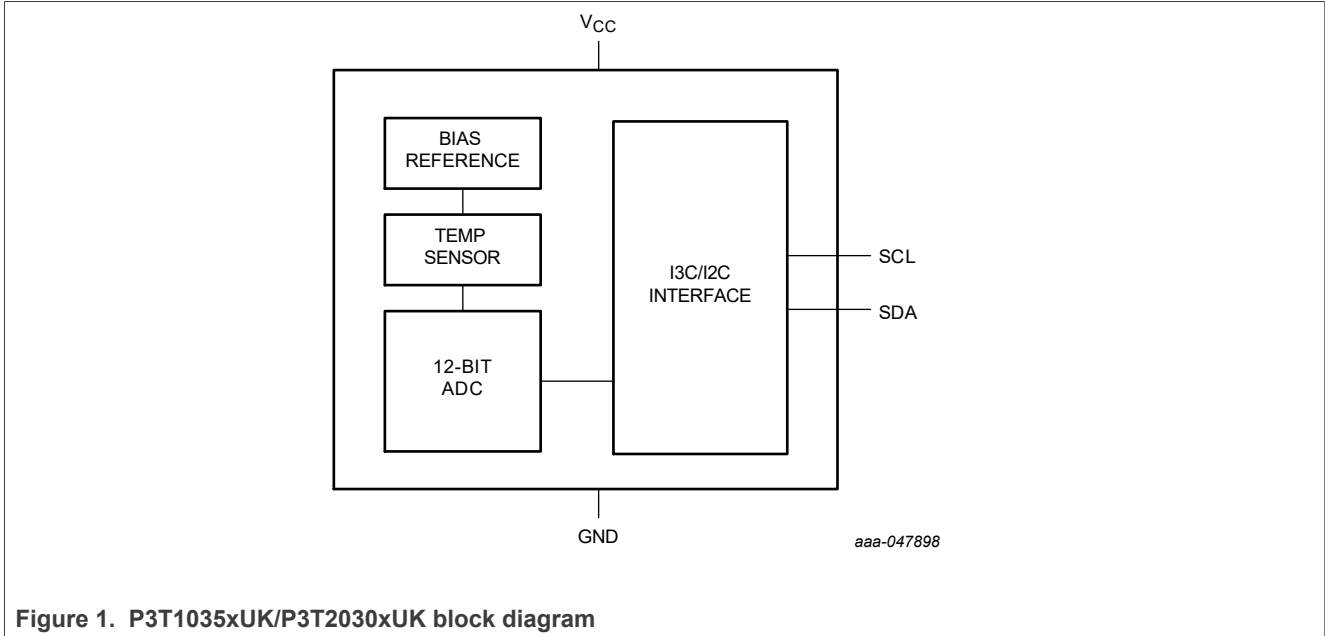 VCC
BIAS
REFERENCE
TEMP
SENSOR
12-BIT
ADC
I3C/I2C
INTERFACE
SCL
SDA
GND
aaa-047898
Figure 1. P3T1035xUK/P3T2030xUK block diagram